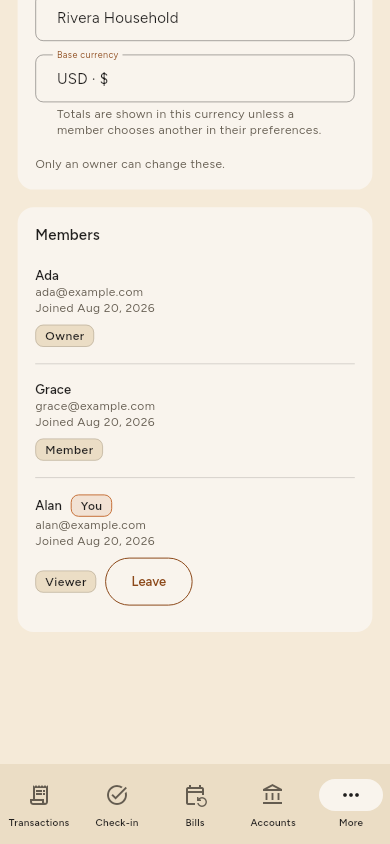 Rivera Household
Base currency
USD · $
Totals are shown in this currency unless a
member chooses another in their preferences.
Only an owner can change these.
Members
Ada
ada@example.com
Joined Aug 20, 2026
Owner
Grace
grace@example.com
Joined Aug 20, 2026
Member
Alan You
alan@example.com
Joined Aug 20, 2026
Viewer Leave
Transactions Check-in Bills Accounts More